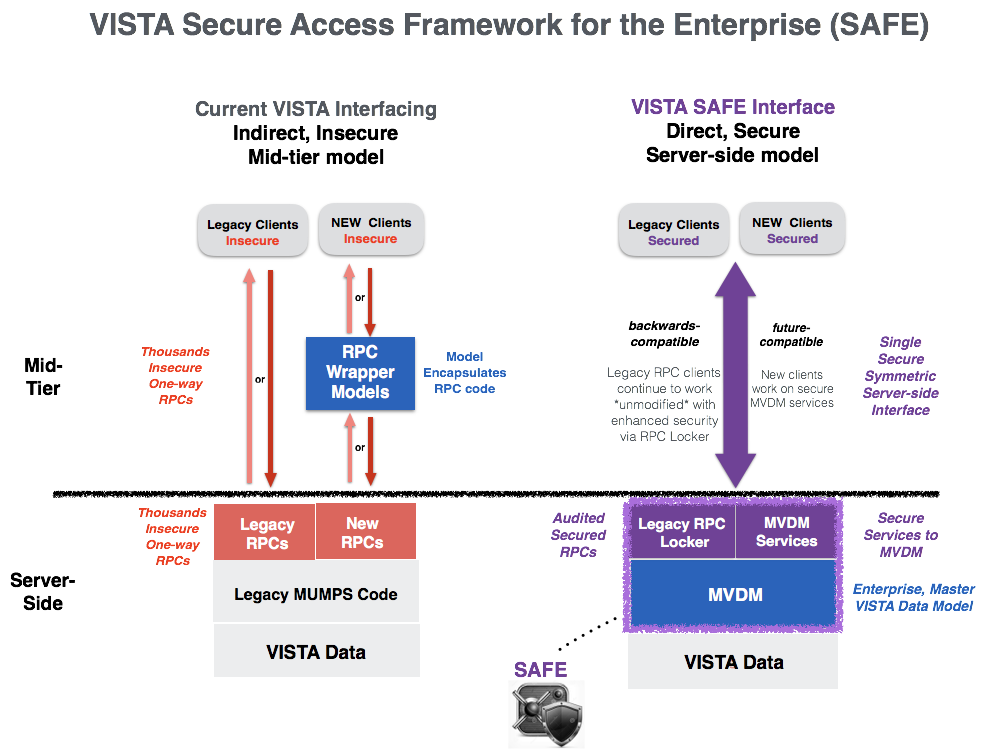 VISTA Secure Access Framework for the Enterprise (SAFE)
Current VISTA Interfacing
Indirect, Insecure
Mid-tier model
VISTA SAFE Interface
Direct, Secure
Server-side model
Legacy Clients
Insecure
NEW Clients
Insecure
Legacy Clients
Secured
NEW Clients
Secured
or
Mid-
Tier
Thousands
Insecure
One-way
RPCs
or
RPC
Wrapper
Models
Model
Encapsulates
RPC code
or
backwards-
compatible
Legacy RPC clients
continue to work
*unmodified* with
enhanced security
via RPC Locker
future-
compatible
New clients
work on secure
MVDM services
Single
Secure
Symmetric
Server-side
Interface
Server-
Side
Thousands
Insecure
One-way
RPCs
Legacy
RPCs
New
RPCs
Legacy MUMPS Code
VISTA Data
Audited
Secured
RPCs
Legacy RPC
Locker
MVDM
Services
Secure
Services to
MVDM
MVDM
Enterprise, Master
VISTA Data Model
VISTA Data
SAFE